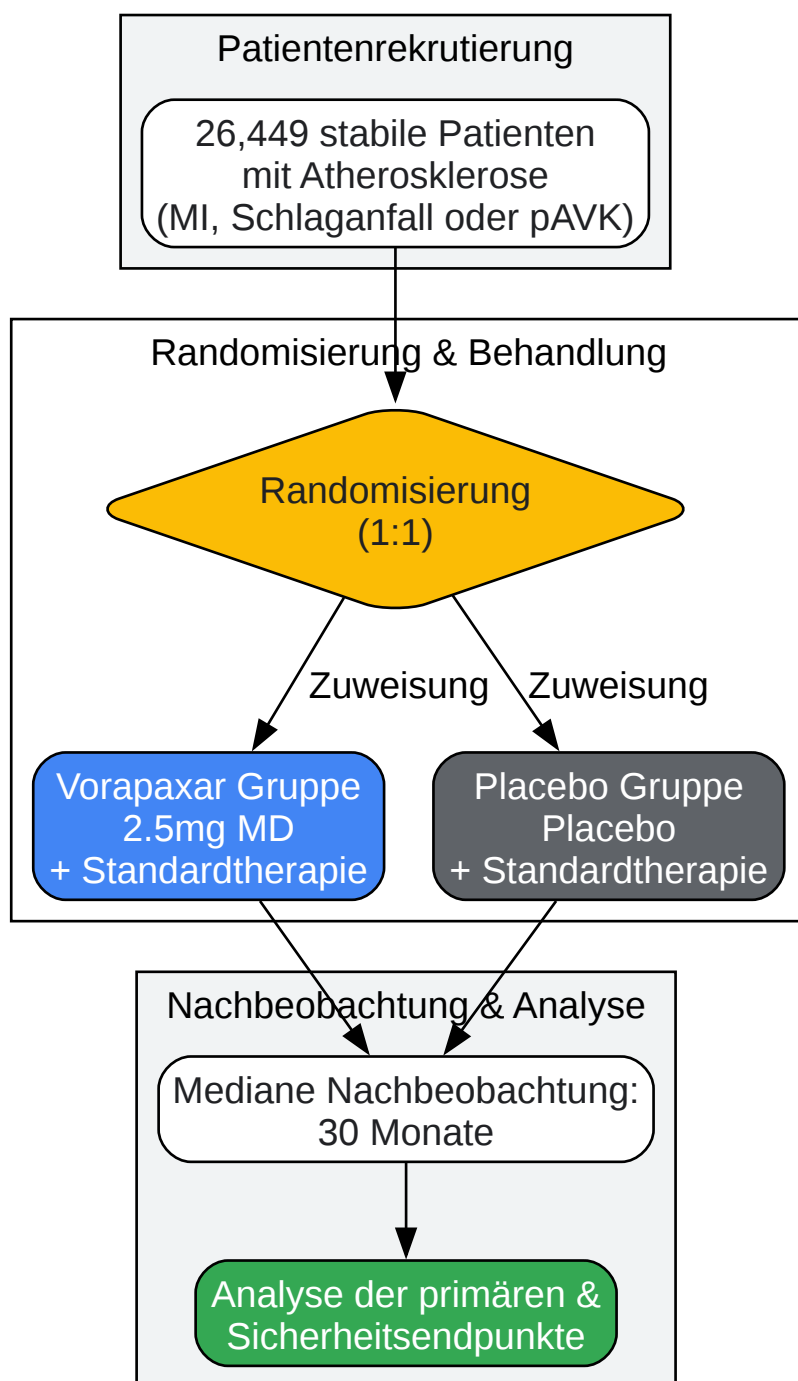 Patientenrekrutierung
26,449 stabile Patienten
mit Atherosklerose
(MI, Schlaganfall oder pAVK)
Randomisierung & Behandlung
Randomisierung
(1:1)
Zuweisung
Zuweisung
Vorapaxar Gruppe
2.5mg MD
+ Standardtherapie
Placebo Gruppe
Placebo
+ Standardtherapie
Nachbeobachtung & Analyse
Mediane Nachbeobachtung:
30 Monate
Analyse der primären &
Sicherheitsendpunkte